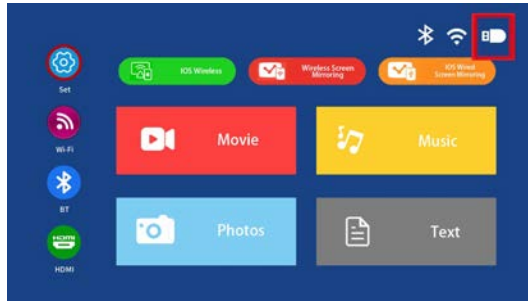 Set
IOS Wireless
Wireless Screen
Mirroring
IOS Wired
Screen Mirroring
Wi-Fi
Movie
Music
BT
HDMI
HDMI
Photos
Text